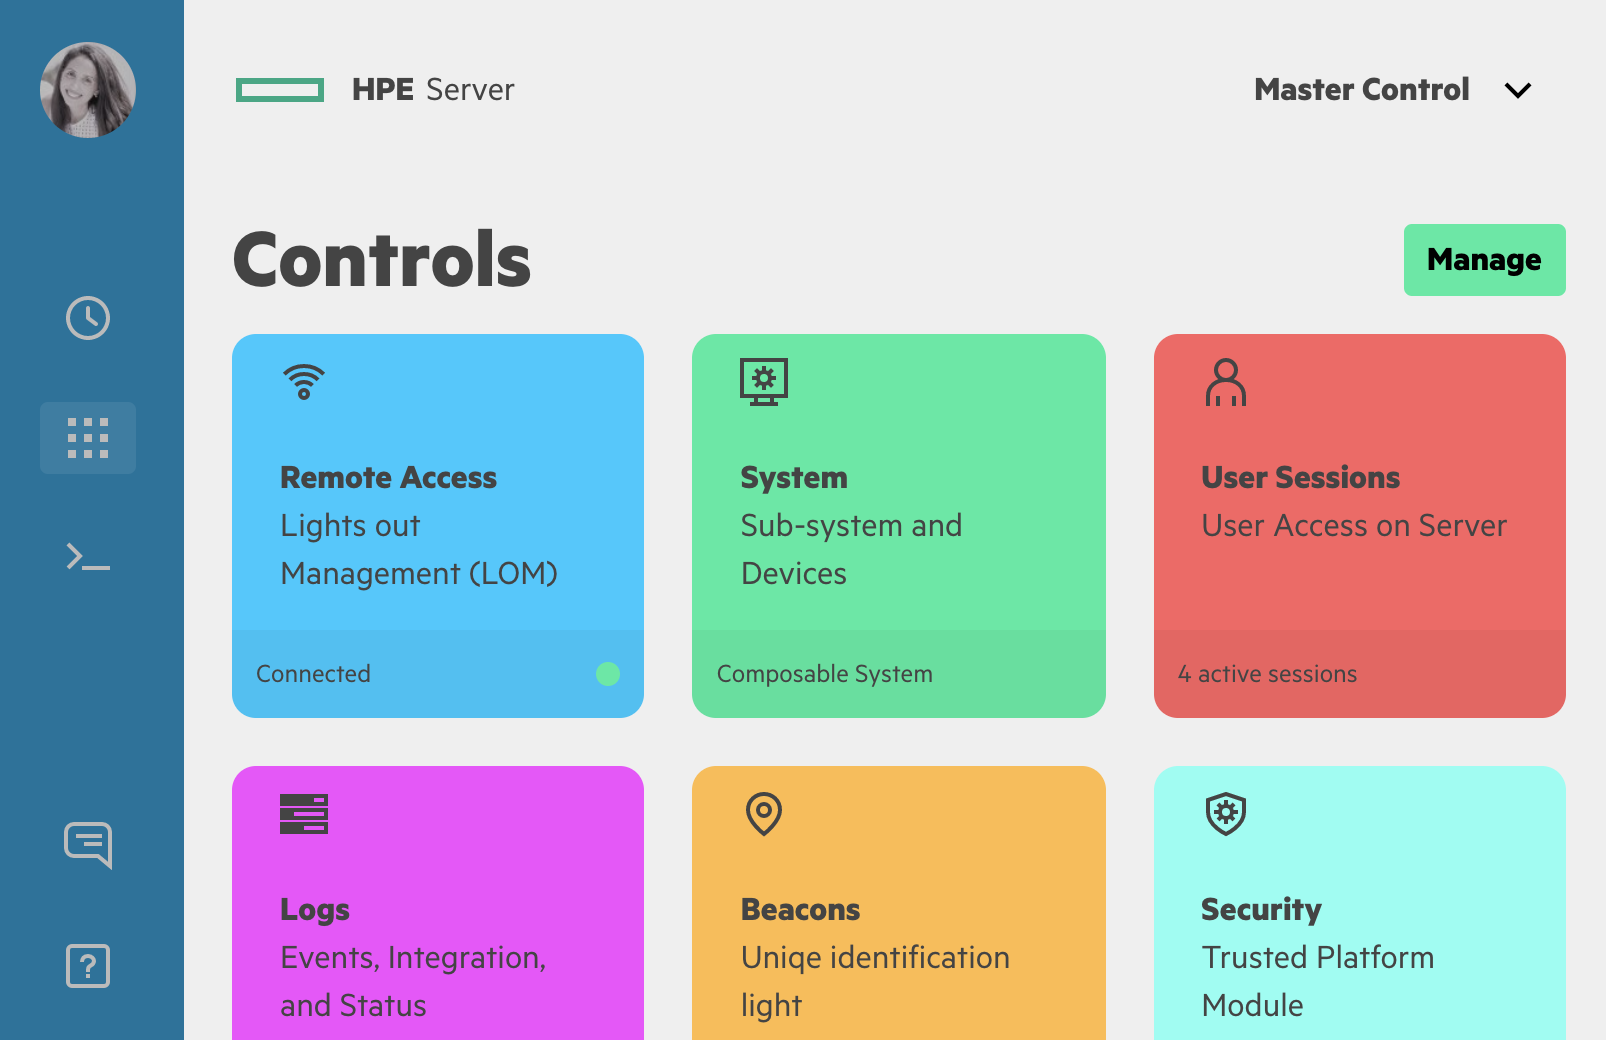 HPE Server
Master Control
Controls
Manage
Remote Access
Lights out
Management (LOM)
Connected
System
Sub-system and
Devices
Composable System
User Sessions
User Access on Server
4 active sessions
Logs
Events, Integration,
and Status
Beacons
Uniqe identification
light
Security
Trusted Platform
Module
?